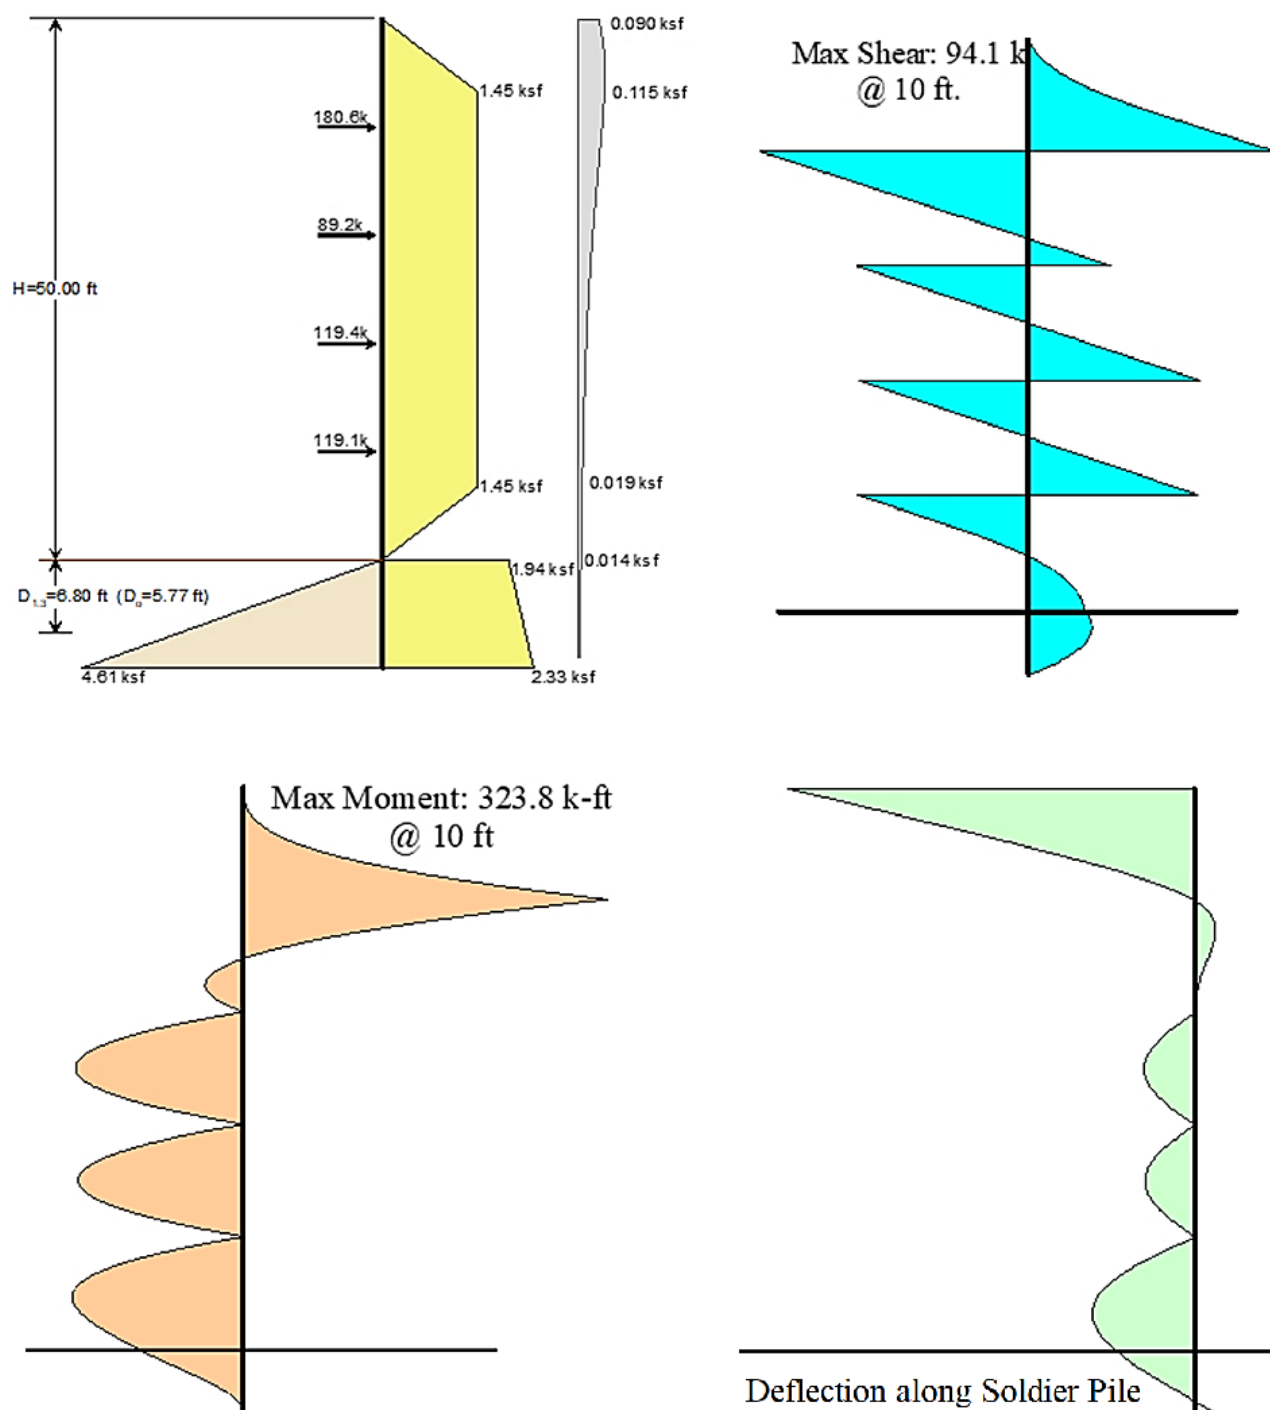 0.090 ksf
1.45 ksf
0.115 ksf
180.6k
89.2k
H=50.00 ft
119.4k
119.1k
1.45 ksf
0.019 ksf
0.014 ksf
1.94 ksf
D1.3=6.80 ft (D0=5.77 ft)
4.61 ksf
2.33 ksf
Max Shear: 94.1 k
@ 10 ft.
Max Moment: 323.8 k-ft
@ 10 ft
Deflection along Soldier Pile